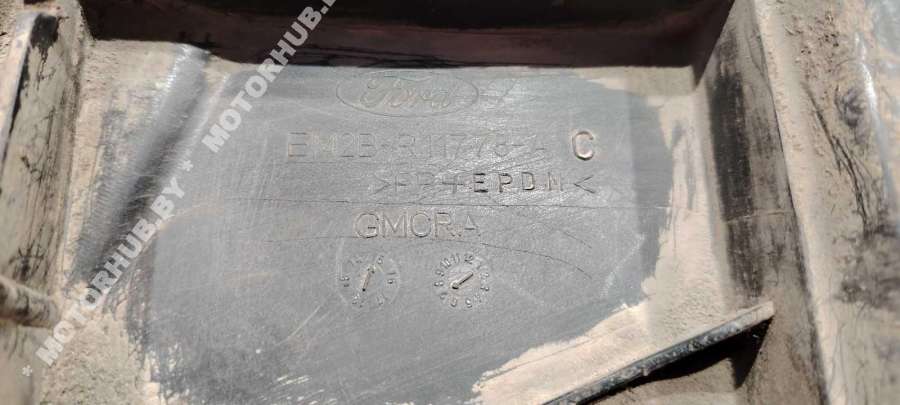 Ford
EM2B-R11778-A C
>PP+EPDM<
GMCRA
* MOTORHUB.BY * MOTORHUB.BY